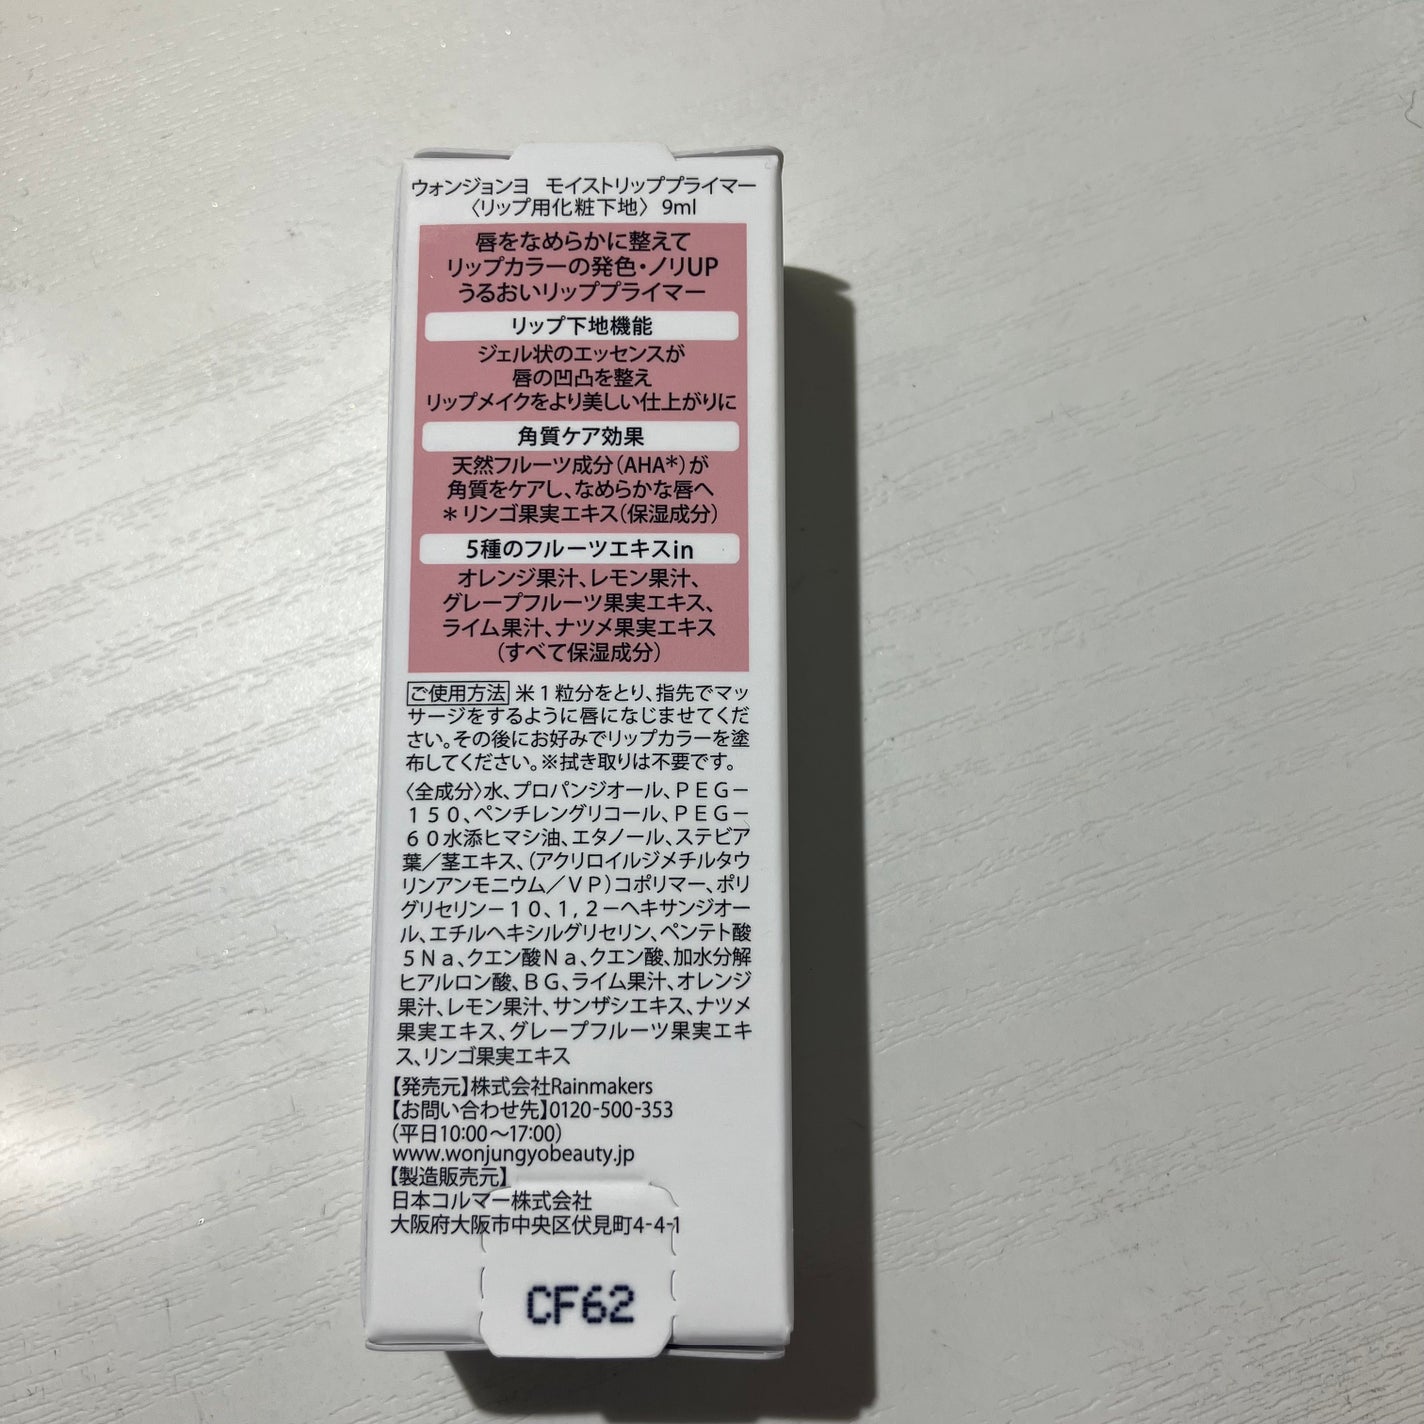 ウォンジョンヨ モイストリッププライマー
〈リップ用化粧下地〉 9ml
唇をなめらかに整えて
リップカラーの発色・ノリUP
うるおいリッププライマー
リップ下地機能
ジェル状のエッセンスが
唇の凹凸を整え
リップメイクをより美しい仕上がりに
角質ケア効果
天然フルーツ成分(AHA*)が
角質をケアし、なめらかな唇へ
*リンゴ果実エキス(保湿成分)
5種のフルーツエキスin
オレンジ果汁、レモン果汁、
グレープフルーツ果実エキス、
ライム果汁、ナツメ果実エキス
(すべて保湿成分)
ご使用方法 米1粒分をとり、指先でマッ
サージをするように唇になじませてくだ
さい。その後にお好みでリップカラーを塗
布してください。※拭き取りは不要です。
〈全成分〉水、プロパンジオール、PEG-
150、ペンチレングリコール、PEG-
60水添ヒマシ油、エタノール、ステビア
葉/茎エキス、(アクリロイルジメチルタウ
リンアンモニウム/VP)コポリマー、ポリ
グリセリン-10、1,2-ヘキサンジオー
ル、エチルヘキシルグリセリン、ペンテト酸
5Na、クエン酸Na、クエン酸、加水分解
ヒアルロン酸、BG、ライム果汁、オレンジ
果汁、レモン果汁、サンザシエキス、ナツメ
果実エキス、グレープフルーツ果実エキ
ス、リンゴ果実エキス
【発売元】株式会社Rainmakers
【お問い合わせ先】0120-500-353
(平日10:00〜17:00)
www.wonjungyobeauty.jp
【製造販売元】
日本コルマー株式会社
大阪府大阪市中央区伏見町4-4-1
CF62